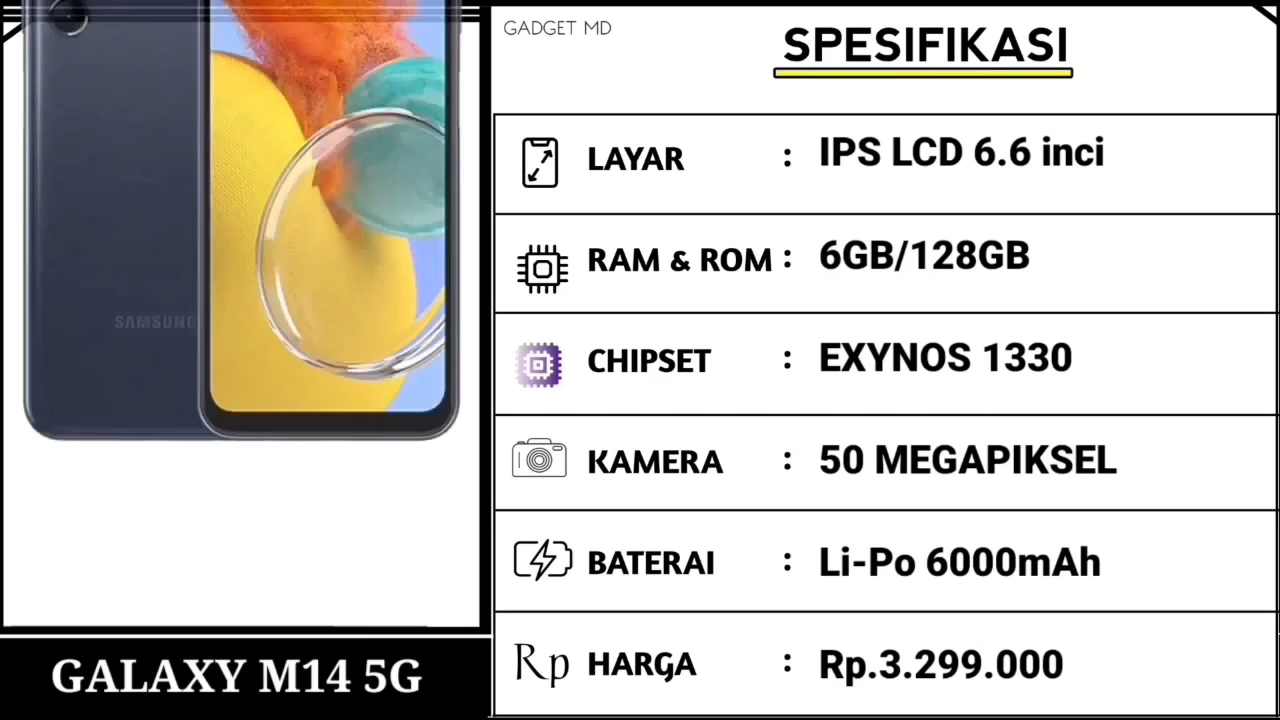 GADGET MD
SPESIFIKASI
LAYAR : IPS LCD 6.6 inci
RAM & ROM : 6GB/128GB
CHIPSET : EXYNOS 1330
KAMERA : 50 MEGAPIKSEL
BATERAI : Li-Po 6000mAh
Rp HARGA : Rp.3.299.000
SAMSUNG
GALAXY M14 5G